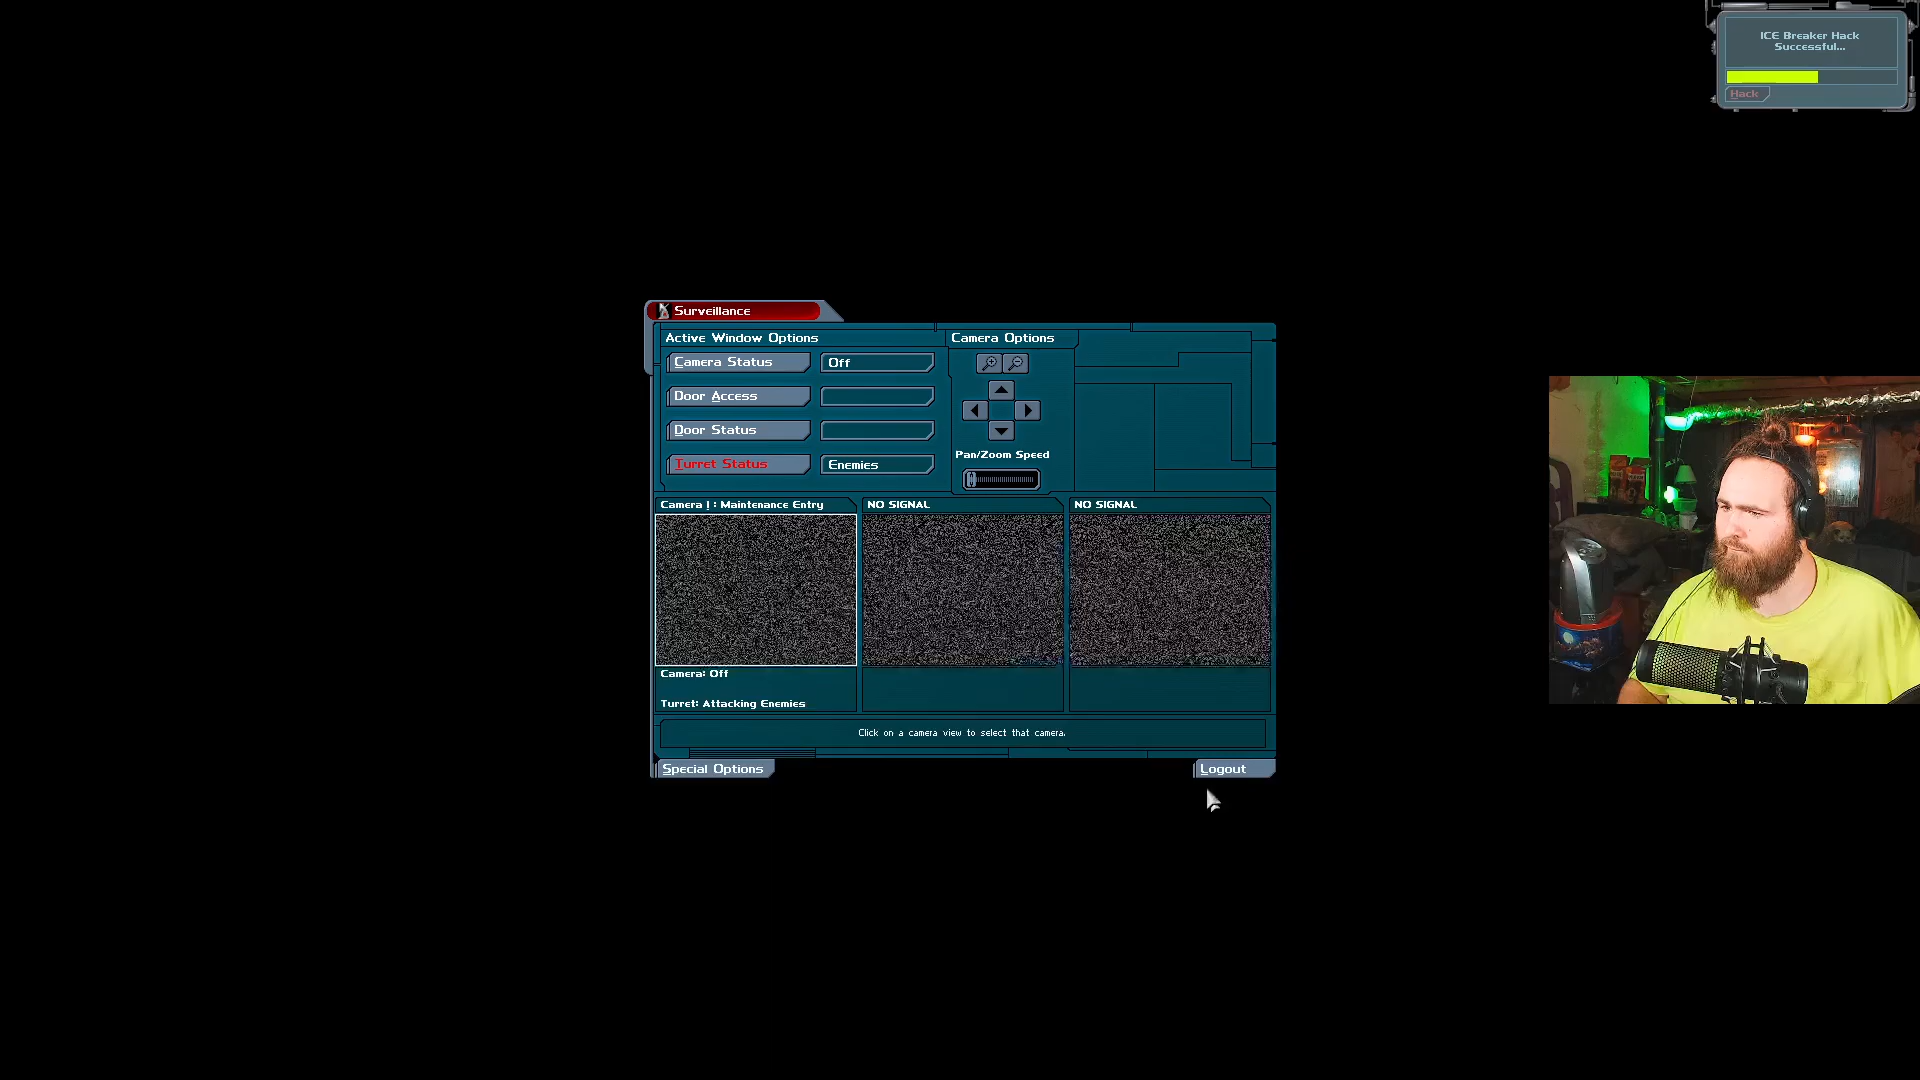 ICE Breaker Hack
Successful...
Hack
Surveillance
Active Window Options
Camera Options
Camera Status
Off
Door Access
Door Status
Turret Status
Enemies
Pan/Zoom Speed
Camera | : Maintenance Entry
NO SIGNAL
NO SIGNAL
Camera: Off
Turret: Attacking Enemies
Click on a camera view to select that camera.
Special Options
Logout